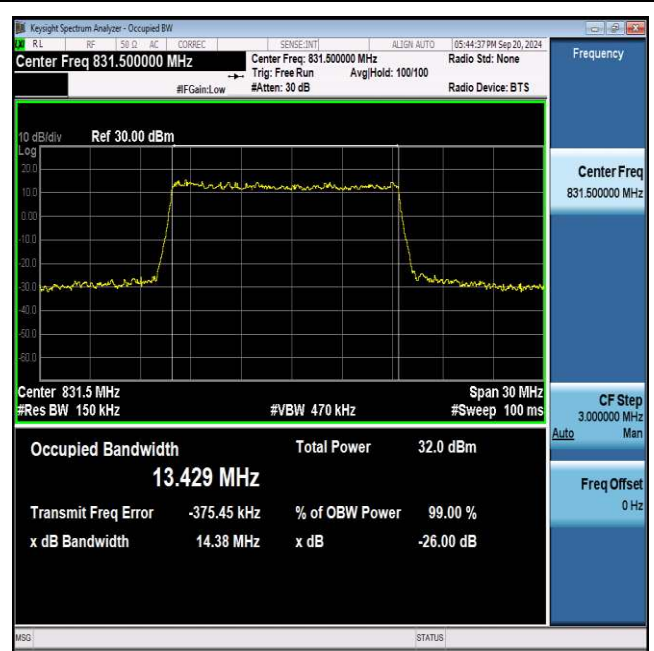 Keysight Spectrum Analyzer - Occupied BW
RL RF 50 Ω AC CORREC SENSE:INT ALIGN AUTO 05:44:37 PM Sep 20, 2024
Center Freq 831.500000 MHz
Center Freq: 831.500000 MHz
Radio Std: None
Trig: Free Run Avg|Hold: 100/100
#IFGain:Low #Atten: 30 dB Radio Device: BTS
Frequency
10 dB/div Ref 30.00 dBm
Log
20.0
10.0
0.00
-10.0
-20.0
-30.0
-40.0
-50.0
-60.0
Center 831.5 MHz Span 30 MHz
#Res BW 150 kHz #VBW 470 kHz #Sweep 100 ms
Occupied Bandwidth
13.429 MHz
Total Power 32.0 dBm
Transmit Freq Error -375.45 kHz % of OBW Power 99.00 %
x dB Bandwidth 14.38 MHz x dB -26.00 dB
Center Freq
831.500000 MHz
CF Step
3.000000 MHz
Auto Man
Freq Offset
0 Hz
MSG STATUS